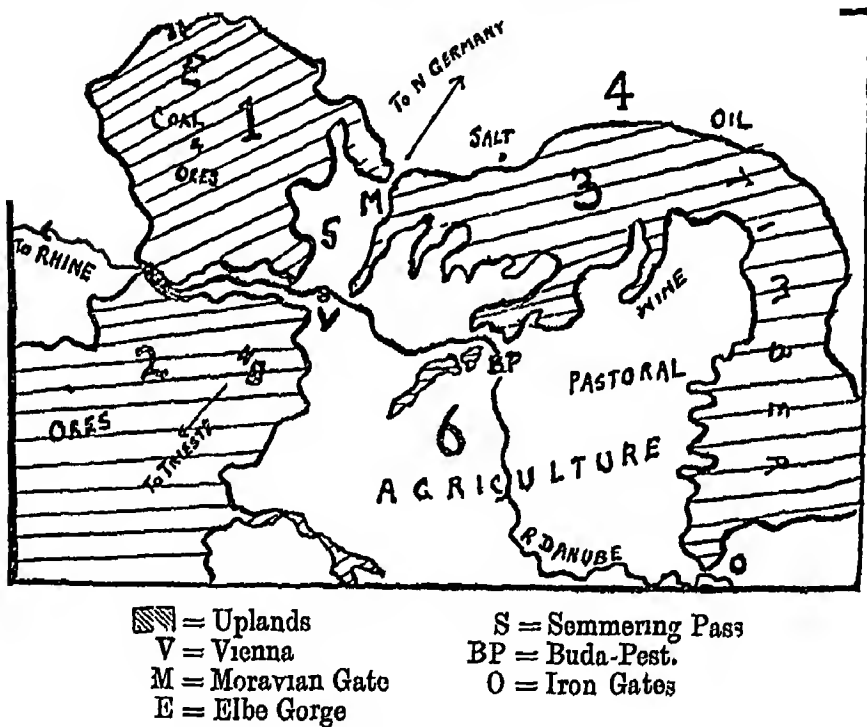 E
COAL
&
ORES
1
TO N GERMANY
4
SALT
OIL
M
3
T
I
M
B
E
R
5
TO RHINE
V
WINE
2
S
BP
PASTORAL
ORES
TO TRIESTE
6
AGRICULTURE
R DANUBE
O
= Uplands
V = Vienna
M = Moravian Gate
E = Elbe Gorge
S = Semmering Pass
BP = Buda-Pest.
O = Iron Gates